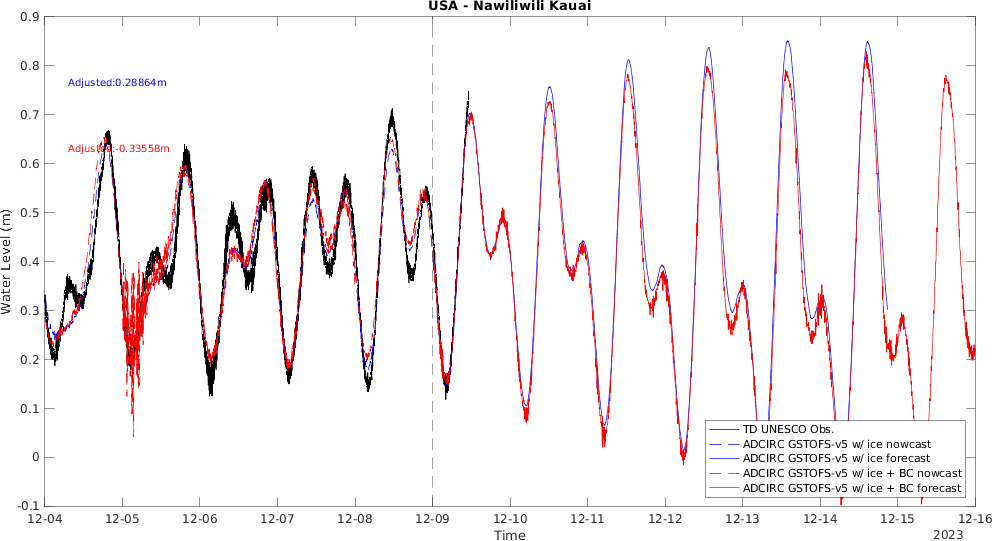 USA - Nawiliwili Kauai
0.9
0.8
0.7
0.6
0.5
0.4
0.3
0.2
0.1
0
-0.1
Water Level (m)
Adjusted:0.28864m
Adjusted:-0.33558m
TD UNESCO Obs.
ADCIRC GSTOFS-v5 w/ ice nowcast
ADCIRC GSTOFS-v5 w/ ice forecast
ADCIRC GSTOFS-v5 w/ ice + BC nowcast
ADCIRC GSTOFS-v5 w/ ice + BC forecast
12-04 12-05 12-06 12-07 12-08 12-09 12-10 12-11 12-12 12-13 12-14 12-15 12-16
Time
2023